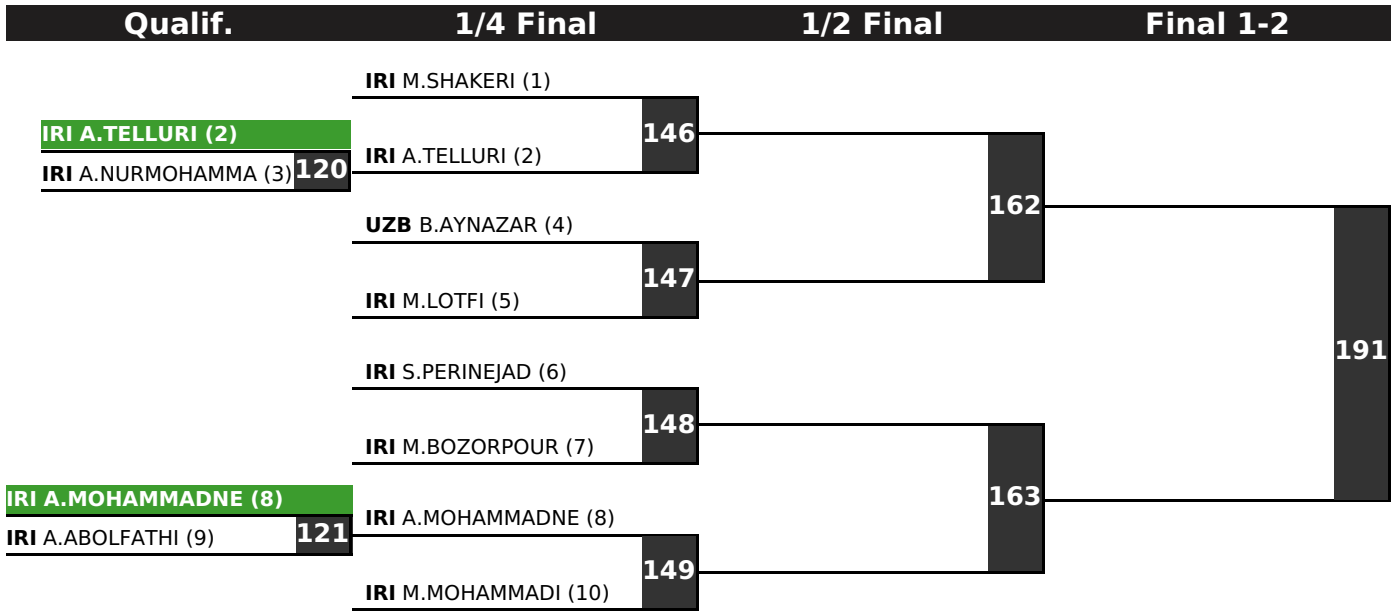 Qualif. 1/4 Final 1/2 Final Final 1-2
IRI M.SHAKERI (1)
IRI A.TELLURI (2)
146
IRI A.TELLURI (2)
IRI A.NURMOHAMMA (3) 120
162
UZB B.AYNAZAR (4)
147
IRI M.LOTFI (5)
191
IRI S.PERINEJAD (6)
148
IRI M.BOZORPOUR (7)
163
IRI A.MOHAMMADNE (8)
IRI A.MOHAMMADNE (8)
IRI A.ABOLFATHI (9) 121
149
IRI M.MOHAMMADI (10)